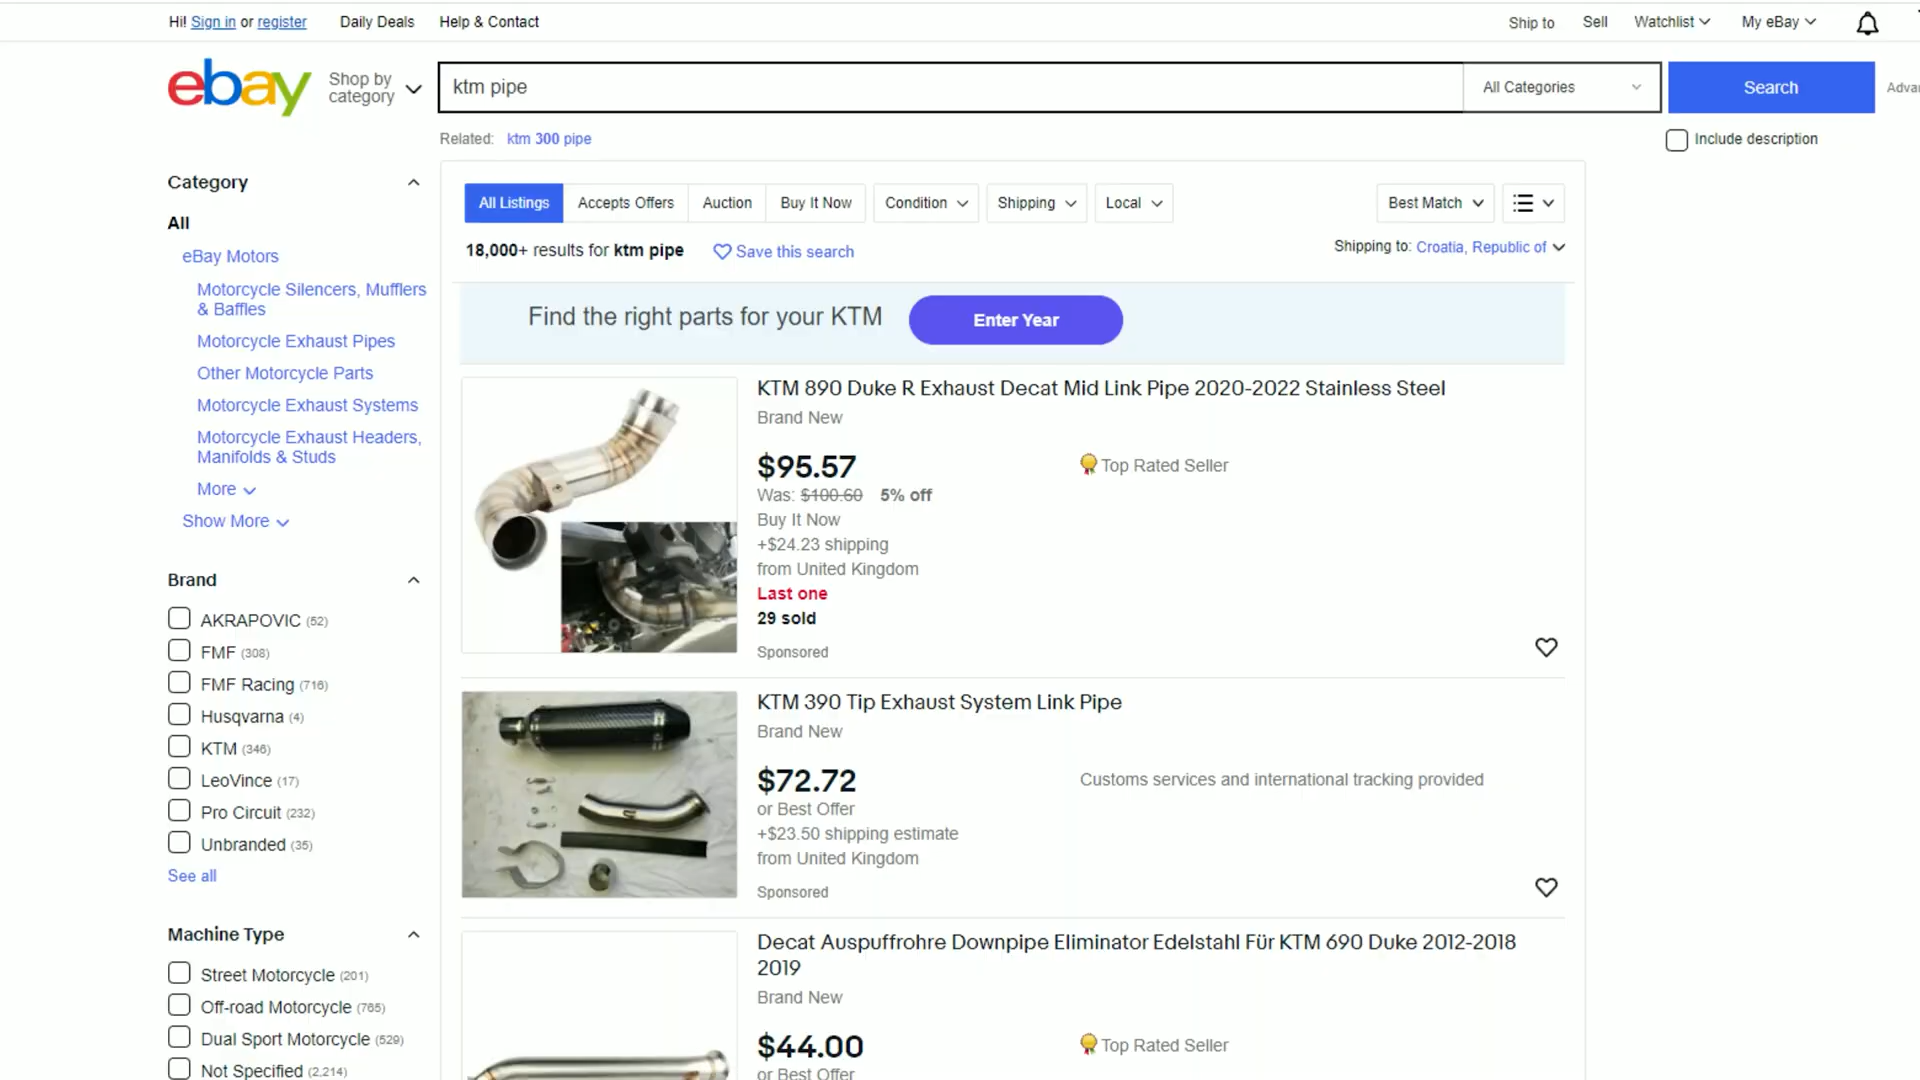 Hi! Sign in or register
Daily Deals
Help & Contact
Ship to
Sell
Watchlist
My eBay
ebay
Shop by
category
ktm pipe
All Categories
Search
Related: ktm 300 pipe
Include description
Category
All
eBay Motors
Motorcycle Silencers, Mufflers
& Baffles
Motorcycle Exhaust Pipes
Other Motorcycle Parts
Motorcycle Exhaust Systems
Motorcycle Exhaust Headers,
Manifolds & Studs
More
Show More
Brand
AKRAPOVIC (52)
FMF (308)
FMF Racing (716)
Husqvarna (4)
KTM (346)
LeoVince (17)
Pro Circuit (232)
Unbranded (35)
See all
Machine Type
Street Motorcycle (201)
Off-road Motorcycle (765)
Dual Sport Motorcycle (529)
Not Specified (2,214)
All Listings
Accepts Offers
Auction
Buy It Now
Condition
Shipping
Local
Best Match
18,000+ results for ktm pipe
Save this search
Shipping to: Croatia, Republic of
Find the right parts for your KTM
Enter Year
KTM 890 Duke R Exhaust Decat Mid Link Pipe 2020-2022 Stainless Steel
Brand New
$95.57
Top Rated Seller
Was: $100.60 5% off
Buy It Now
+$24.23 shipping
from United Kingdom
Last one
29 sold
Sponsored
KTM 390 Tip Exhaust System Link Pipe
Brand New
$72.72
Customs services and international tracking provided
or Best Offer
+$23.50 shipping estimate
from United Kingdom
Sponsored
Decat Auspuffrohre Downpipe Eliminator Edelstahl Für KTM 690 Duke 2012-2018
2019
Brand New
$44.00
Top Rated Seller
or Best Offer